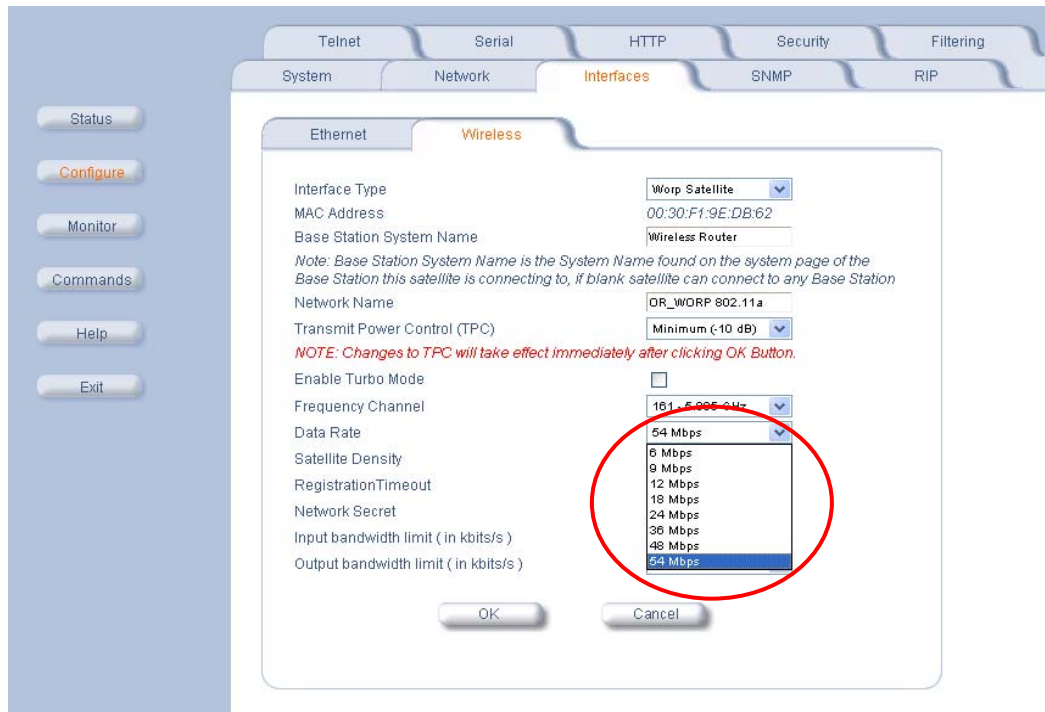 Telnet Serial HTTP Security Filtering
System Network Interfaces SNMP RIP
Status
Configure
Monitor
Commands
Help
Exit
Ethernet Wireless
Interface Type Worp Satellite
MAC Address 00:30:F1:9E:DB:62
Base Station System Name Wireless Router
Note: Base Station System Name is the System Name found on the system page of the
Base Station this satellite is connecting to, if blank satellite can connect to any Base Station
Network Name OR_WORP 802.11a
Transmit Power Control (TPC) Minimum (-10 dB)
NOTE: Changes to TPC will take effect immediately after clicking OK Button.
Enable Turbo Mode
Frequency Channel 161 - GHz
Data Rate 54 Mbps
6 Mbps
9 Mbps
12 Mbps
18 Mbps
24 Mbps
36 Mbps
48 Mbps
54 Mbps
Satellite Density
RegistrationTimeout
Network Secret
Input bandwidth limit ( in kbits/s )
Output bandwidth limit ( in kbits/s )
OK Cancel